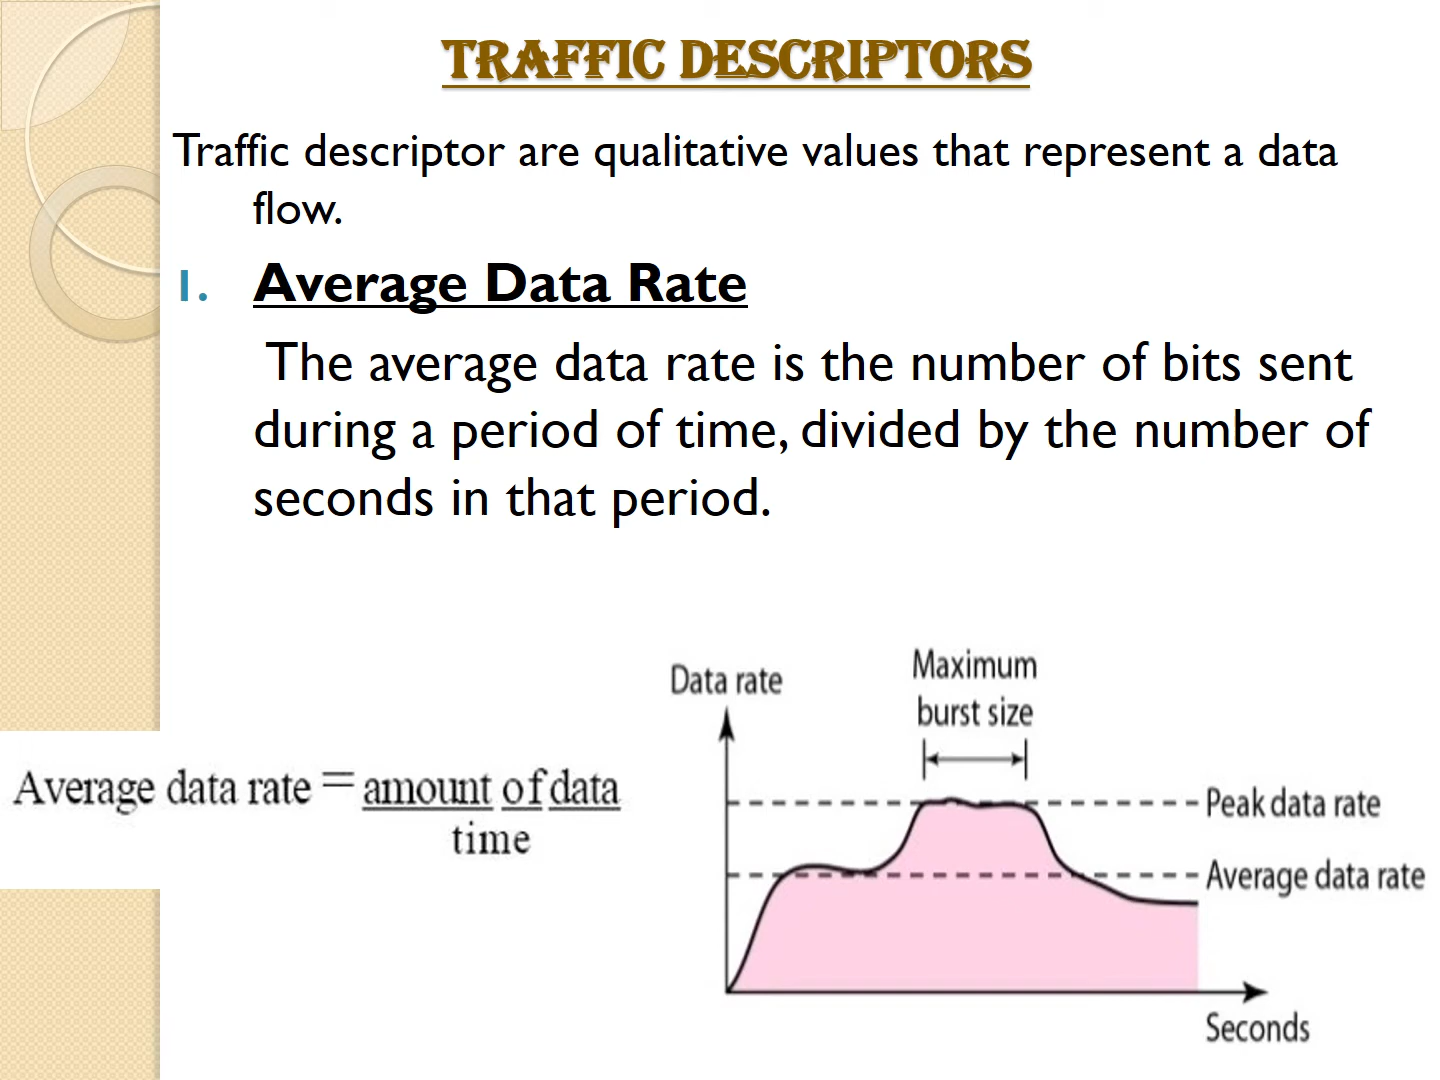 TRAFFIC DESCRIPTORS
Traffic descriptor are qualitative values that represent a data
flow.
1. Average Data Rate
The average data rate is the number of bits sent
during a period of time, divided by the number of
seconds in that period.
Average data rate = amount of data
time
Data rate
Maximum
burst size
Peak data rate
Average data rate
Seconds